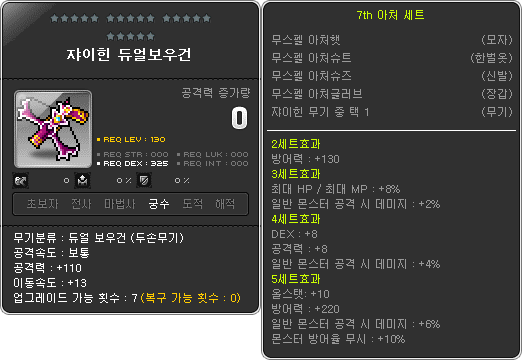 쟈이힌 듀얼보우건
공격력 증가량
0
REQ LEV : 130
REQ STR : 000
REQ LUK : 000
REQ DEX : 325
REQ INT : 000
0 0 % 0 %
초보자 전사 마법사 궁수 도적 해적
무기분류 : 듀얼 보우건 (두손무기)
공격속도 : 보통
공격력 : +110
이동속도 : +13
업그레이드 가능 횟수 : 7 (복구 가능 횟수 : 0)
7th 아처 세트
무스펠 아처햇 (모자)
무스펠 아처슈트 (한벌옷)
무스펠 아처슈즈 (신발)
무스펠 아처글러브 (장갑)
쟈이힌 무기 중 택 1 (무기)
2세트효과
방어력 : +130
3세트효과
최대 HP / 최대 MP : +8%
일반 몬스터 공격 시 데미지 : +2%
4세트효과
DEX : +8
공격력 : +8
일반 몬스터 공격 시 데미지 : +4%
5세트효과
올스탯: +10
방어력 : +220
일반 몬스터 공격 시 데미지 : +6%
몬스터 방어율 무시 : +10%